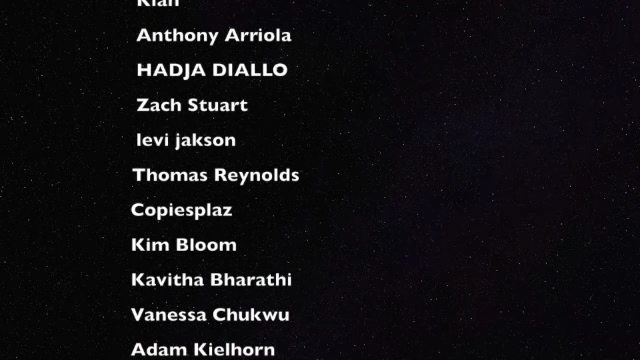 Kian
Anthony Arriola
HADJA DIALLO
Zach Stuart
levi jakson
Thomas Reynolds
Copiesplaz
Kim Bloom
Kavitha Bharathi
Vanessa Chukwu
Adam Kielhorn